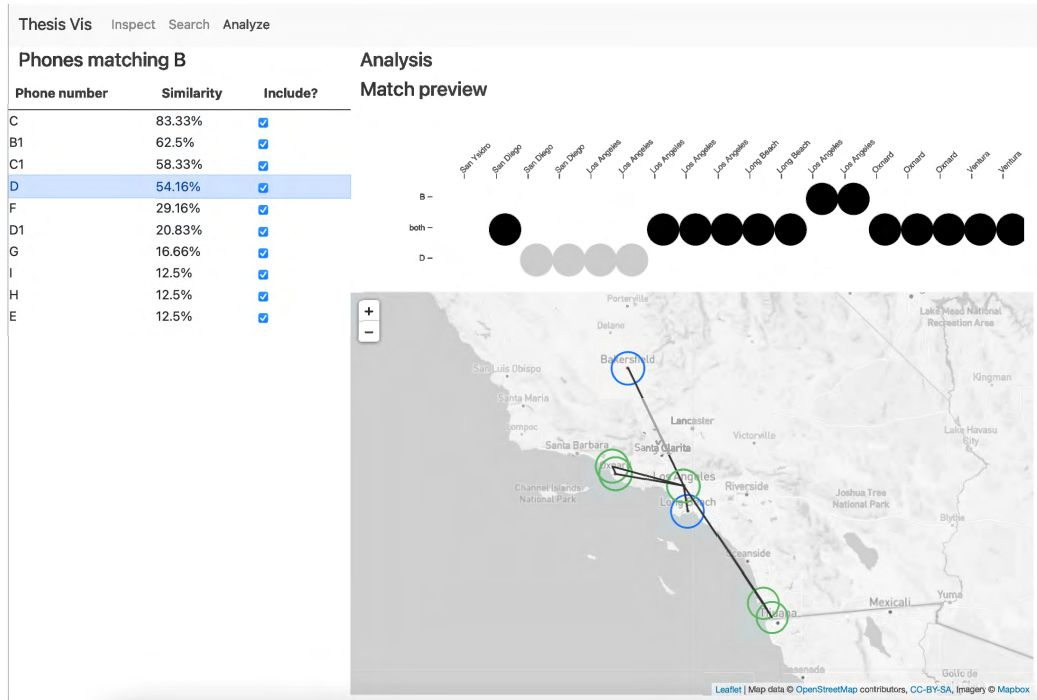 Thesis Vis Inspect Search Analyze
Phones matching B
Phone number Similarity Include?
C 83.33%
B1 62.5%
C1 58.33%
D 54.16%
F 29.16%
D1 20.83%
G 16.66%
I 12.5%
H 12.5%
E 12.5%
Analysis
Match preview
San Ysidro San Diego San Diego San Diego Los Angeles Los Angeles Los Angeles Los Angeles Los Angeles Long Beach Long Beach Los Angeles Los Angeles Oxnard Oxnard Oxnard Ventura Ventura
B
both
D
+
−
Porterville
Delano
Lake Mead National
Recreation Area
Bakersfield
San Luis Obispo
Kingman
Santa Maria
Lompoc
Lancaster
Lake Havasu
City
Victorville
Santa Barbara
Santa Clarita
Oxnard
Los Angeles
Riverside
Channel Islands
National Park
Joshua Tree
National Park
Long Beach
Blythe
Oceanside
Tijuana
Mexicali
Yuma
Ensenada
Golfo de
Leaflet | Map data © OpenStreetMap contributors, CC-BY-SA, Imagery © Mapbox